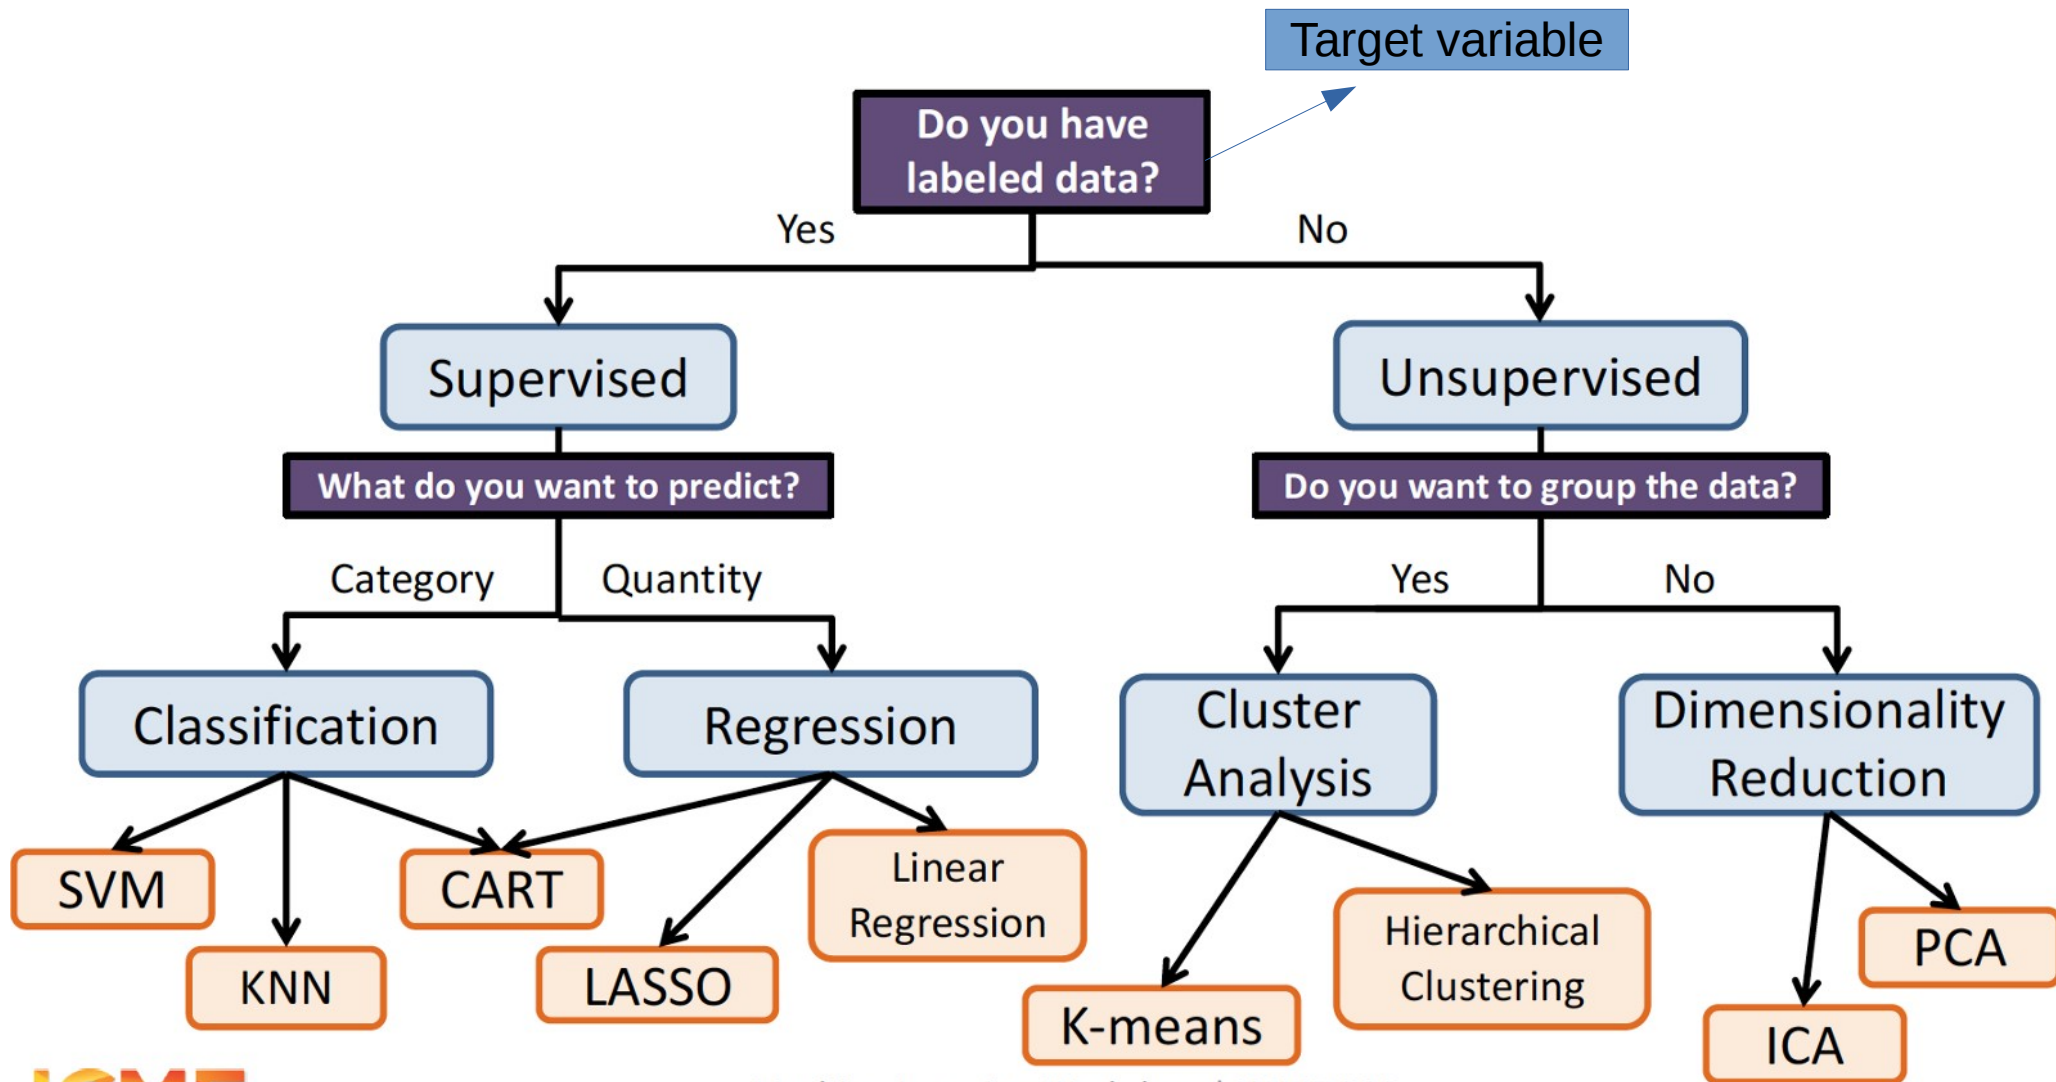 Target variable
Do you have
labeled data?
Yes
No
Supervised
Unsupervised
What do you want to predict?
Do you want to group the data?
Category
Quantity
Yes
No
Classification
Regression
Cluster
Analysis
Dimensionality
Reduction
SVM
CART
Linear
Regression
Hierarchical
Clustering
PCA
KNN
LASSO
K-means
ICA